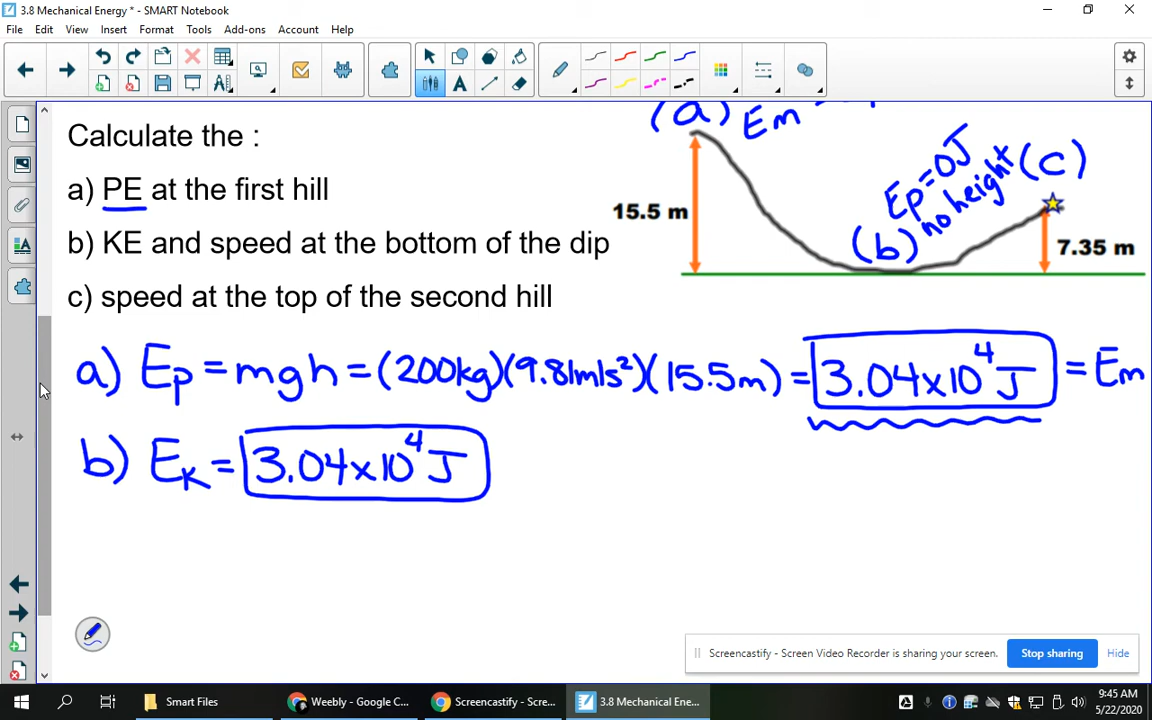 3.8 Mechanical Energy * - SMART Notebook
File Edit View Insert Format Tools Add-ons Account Help
Calculate the :
a) PE at the first hill
b) KE and speed at the bottom of the dip
c) speed at the top of the second hill
(a) Em
15.5 m
Ep=0J
no height
(c)
(b)
7.35 m
a) Ep = mgh = (200kg)(9.81m/s²)(15.5m) = 3.04x10⁴ J = Em
b) EK = 3.04x10⁴ J
Screencastify - Screen Video Recorder is sharing your screen. Stop sharing Hide
Smart Files
Weebly - Google C...
Screencastify - Scre...
3.8 Mechanical Ene...
9:45 AM
5/22/2020